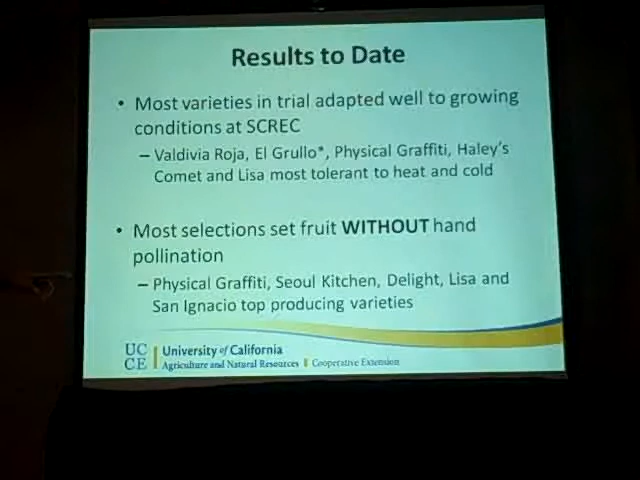 Results to Date
• Most varieties in trial adapted well to growing
conditions at SCREC
– Valdivia Roja, El Grullo*, Physical Graffiti, Haley's
Comet and Lisa most tolerant to heat and cold
• Most selections set fruit WITHOUT hand
pollination
– Physical Graffiti, Seoul Kitchen, Delight, Lisa and
San Ignacio top producing varieties
UC
CE
University of California
Agriculture and Natural Resources Cooperative Extension